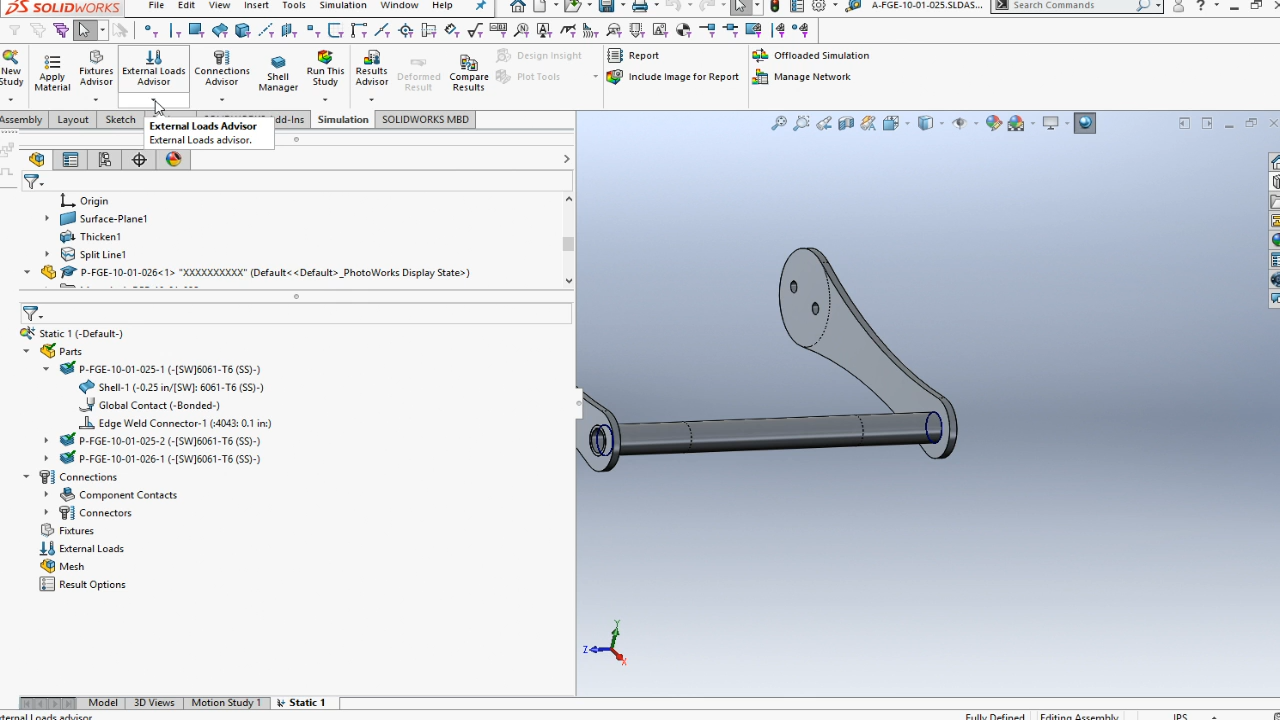 SOLIDWORKS File Edit View Insert Tools Simulation Window Help A-FGE-10-01-025.SLDAS... Search Commands
New Study
Apply Material
Fixtures Advisor
External Loads Advisor
Connections Advisor
Shell Manager
Run This Study
Results Advisor
Deformed Result
Compare Results
Design Insight
Plot Tools
Report
Include Image for Report
Offloaded Simulation
Manage Network
Assembly Layout Sketch dd-Ins Simulation SOLIDWORKS MBD
External Loads Advisor
External Loads advisor.
Origin
Surface-Plane1
Thicken1
Split Line1
P-FGE-10-01-026<1> "XXXXXXXXXX" (Default<<Default>_PhotoWorks Display State>)
Static 1 (-Default-)
Parts
P-FGE-10-01-025-1 (-[SW]6061-T6 (SS)-)
Shell-1 (-0.25 in/[SW]: 6061-T6 (SS)-)
Global Contact (-Bonded-)
Edge Weld Connector-1 (:4043: 0.1 in:)
P-FGE-10-01-025-2 (-[SW]6061-T6 (SS)-)
P-FGE-10-01-026-1 (-[SW]6061-T6 (SS)-)
Connections
Component Contacts
Connectors
Fixtures
External Loads
Mesh
Result Options
Y
Z
X
Model 3D Views Motion Study 1 Static 1
xternal Loads advisor. Fully Defined Editing Assembly IPS